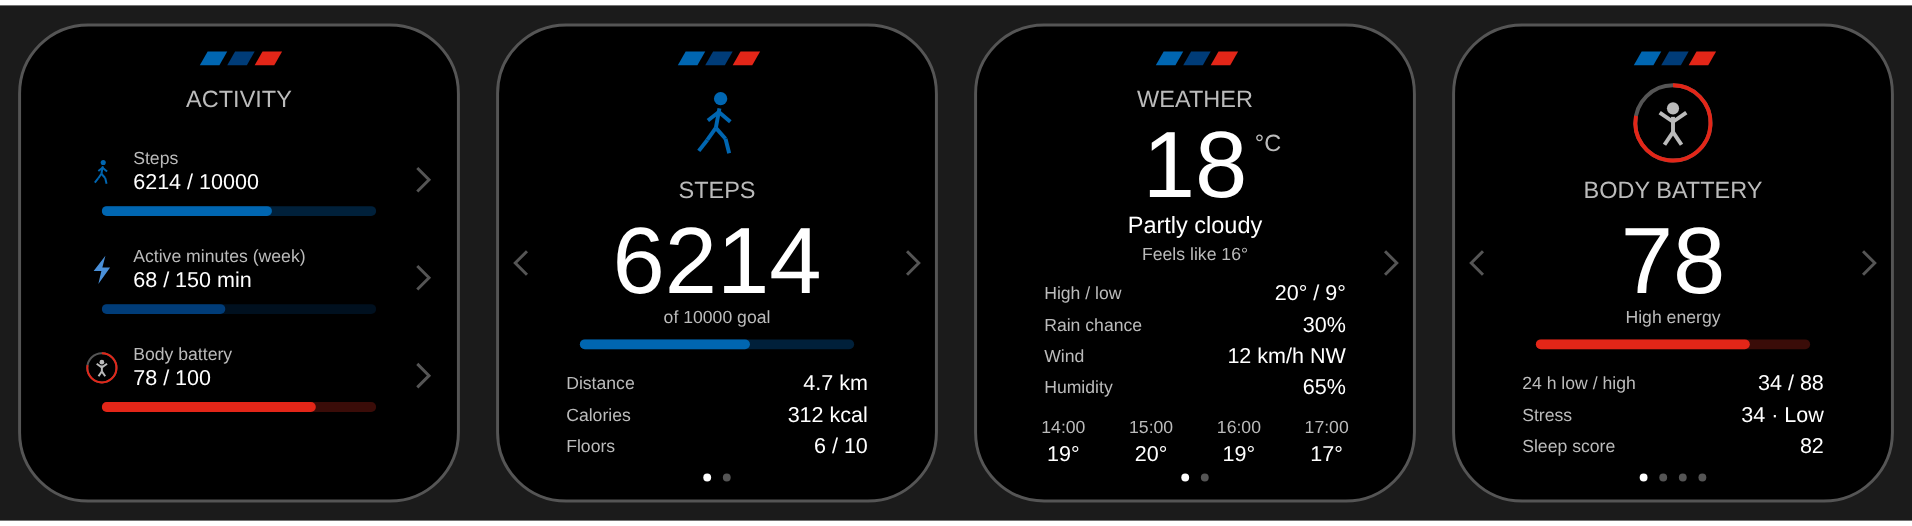 ACTIVITY
Steps
6214 / 10000
Active minutes (week)
68 / 150 min
Body battery
78 / 100
STEPS
6214
of 10000 goal
Distance 4.7 km
Calories 312 kcal
Floors 6 / 10
WEATHER
18 °C
Partly cloudy
Feels like 16°
High / low 20° / 9°
Rain chance 30%
Wind 12 km/h NW
Humidity 65%
14:00 15:00 16:00 17:00
19° 20° 19° 17°
BODY BATTERY
78
High energy
24 h low / high 34 / 88
Stress 34 · Low
Sleep score 82